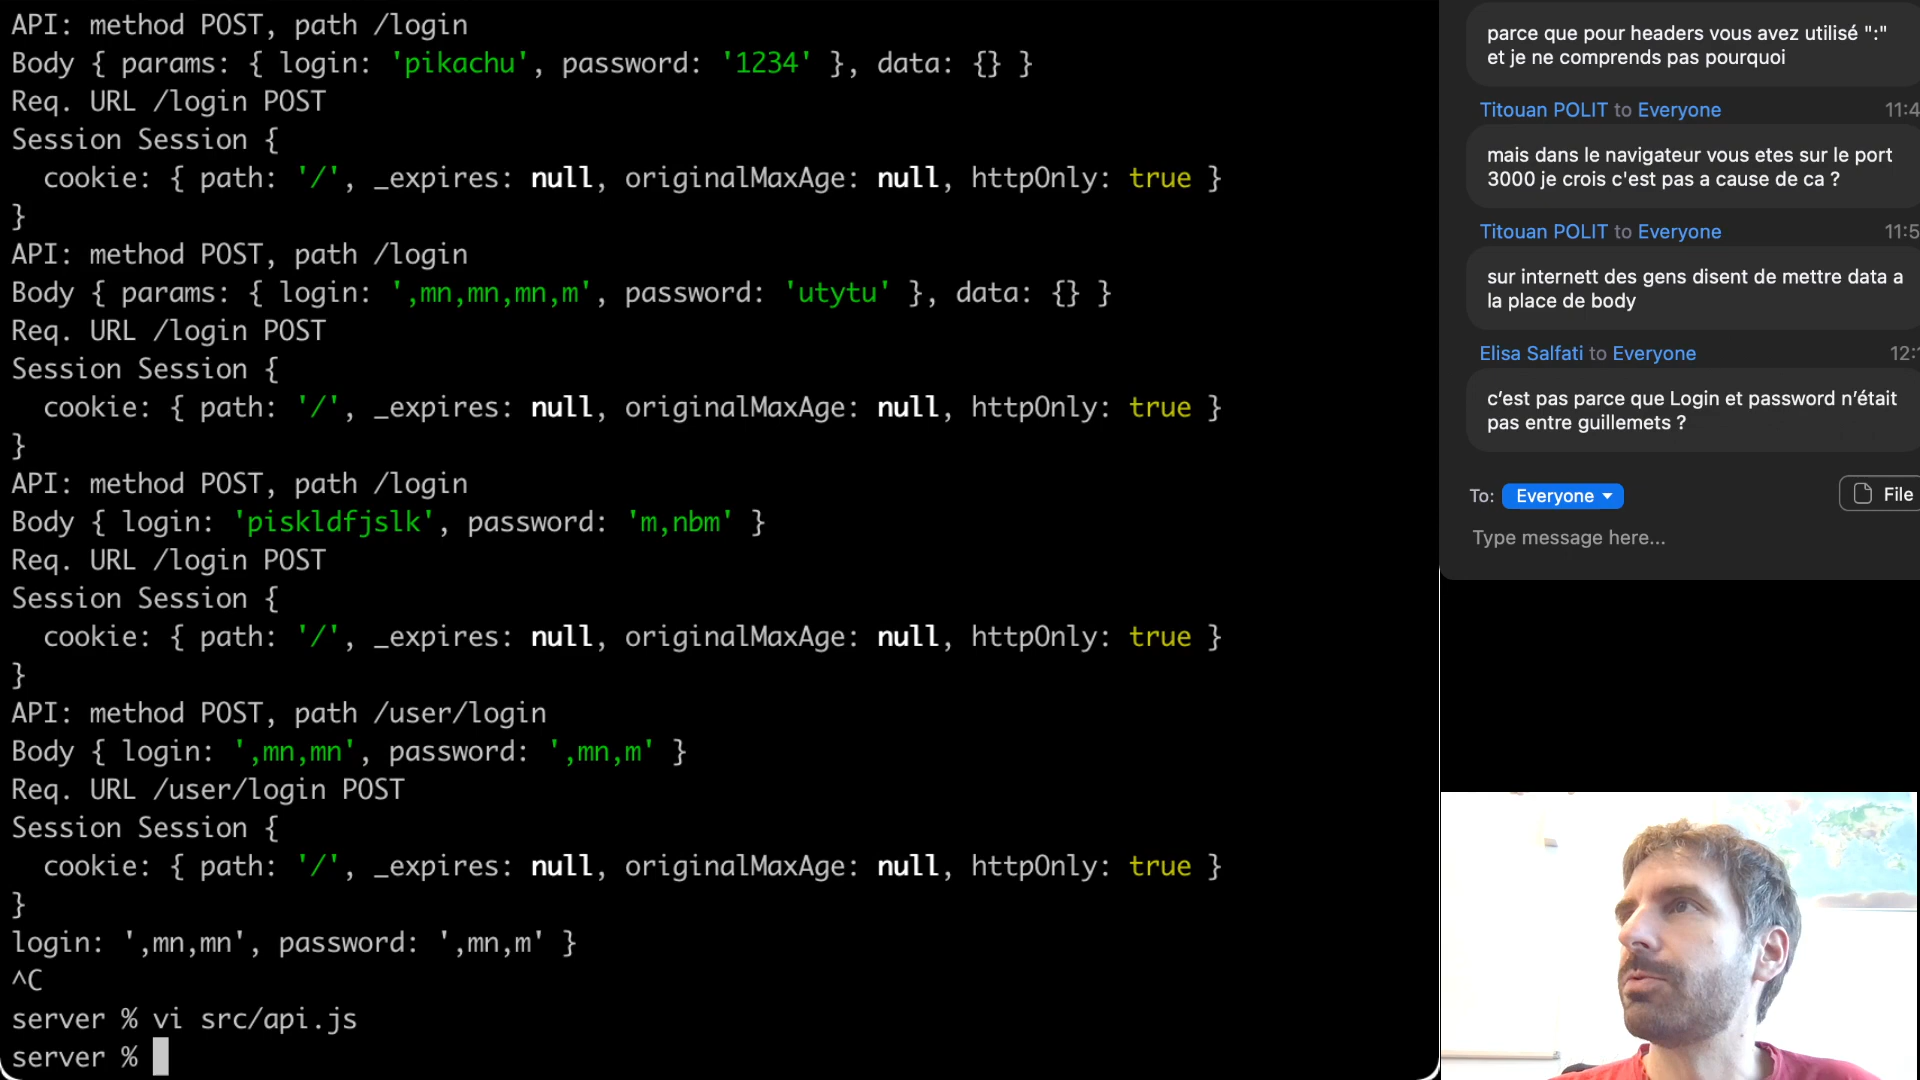 API: method POST, path /login
Body { params: { login: 'pikachu', password: '1234' }, data: {} }
Req. URL /login POST
Session Session {
cookie: { path: '/', _expires: null, originalMaxAge: null, httpOnly: true }
}
API: method POST, path /login
Body { params: { login: ',mn,mn,mn,m', password: 'utytu' }, data: {} }
Req. URL /login POST
Session Session {
cookie: { path: '/', _expires: null, originalMaxAge: null, httpOnly: true }
}
API: method POST, path /login
Body { login: 'piskldfjslk', password: 'm,nbm' }
Req. URL /login POST
Session Session {
cookie: { path: '/', _expires: null, originalMaxAge: null, httpOnly: true }
}
API: method POST, path /user/login
Body { login: ',mn,mn', password: ',mn,m' }
Req. URL /user/login POST
Session Session {
cookie: { path: '/', _expires: null, originalMaxAge: null, httpOnly: true }
}
login: ',mn,mn', password: ',mn,m' }
^C
server % vi src/api.js
server %
parce que pour headers vous avez utilisé ":"
et je ne comprends pas pourquoi
Titouan POLIT to Everyone 11:4
mais dans le navigateur vous etes sur le port
3000 je crois c'est pas a cause de ca ?
Titouan POLIT to Everyone 11:5
sur internett des gens disent de mettre data a
la place de body
Elisa Salfati to Everyone 12:
c'est pas parce que Login et password n'était
pas entre guillemets ?
To: Everyone File
Type message here...